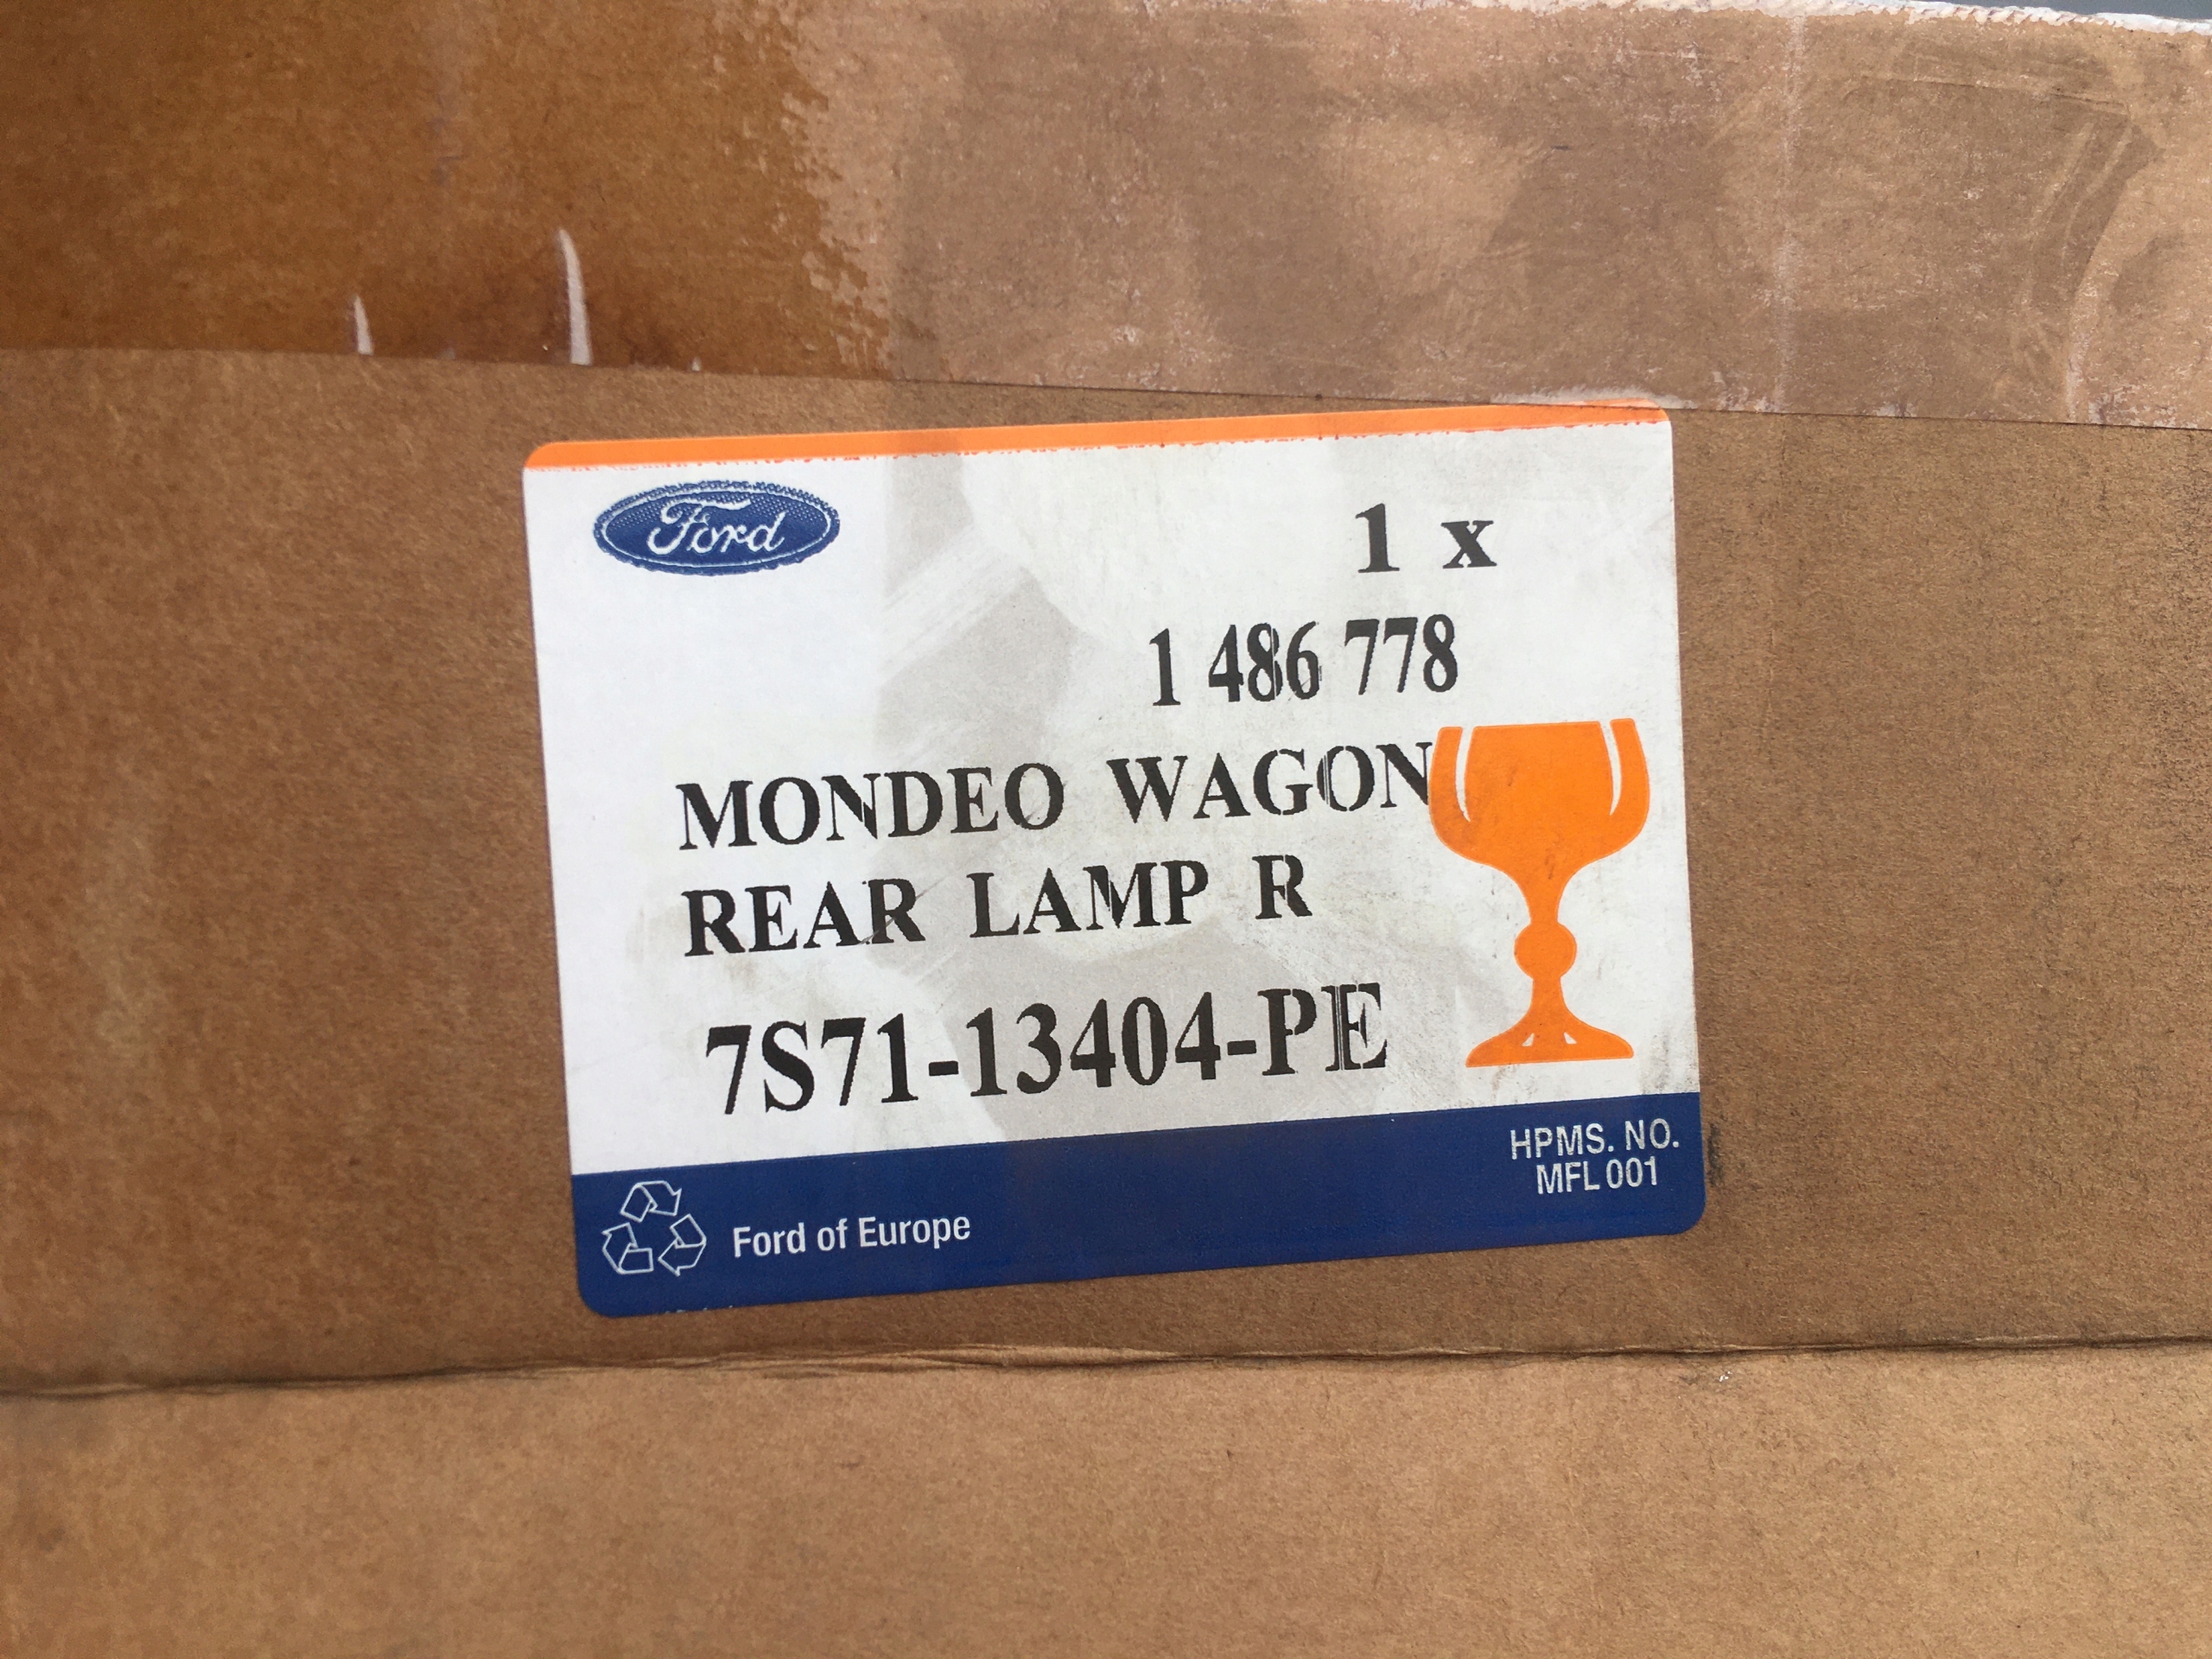 Ford
1 x
1 486 778
MONDEO WAGON
REAR LAMP R
7S71-13404-PE
HPMS. NO.
MFL 001
Ford of Europe